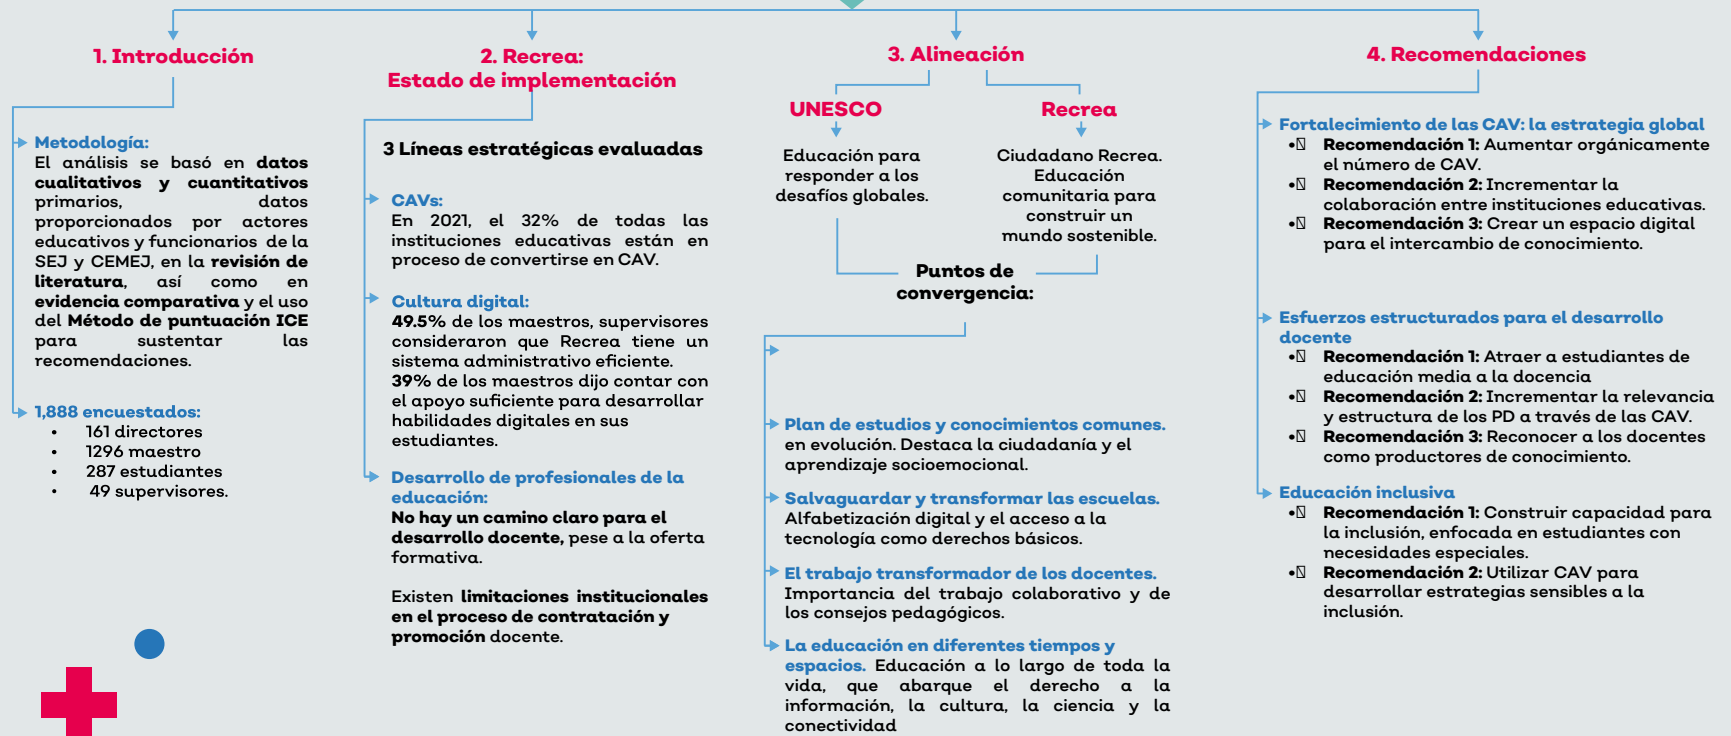 1. Introducción
Metodología:
El análisis se basó en datos
cualitativos y cuantitativos
primarios, datos
proporcionados por actores
educativos y funcionarios de la
SEJ y CEMEJ, en la revisión de
literatura, así como en
evidencia comparativa y el uso
del Método de puntuación ICE
para sustentar las
recomendaciones.
1,888 encuestados:
• 161 directores
• 1296 maestro
• 287 estudiantes
• 49 supervisores.
2. Recrea:
Estado de implementación
3 Líneas estratégicas evaluadas
CAVs:
En 2021, el 32% de todas las
instituciones educativas están en
proceso de convertirse en CAV.
Cultura digital:
49.5% de los maestros, supervisores
consideraron que Recrea tiene un
sistema administrativo eficiente.
39% de los maestros dijo contar con
el apoyo suficiente para desarrollar
habilidades digitales en sus
estudiantes.
Desarrollo de profesionales de la
educación:
No hay un camino claro para el
desarrollo docente, pese a la oferta
formativa.
Existen limitaciones institucionales
en el proceso de contratación y
promoción docente.
3. Alineación
UNESCO
Educación para
responder a los
desafíos globales.
Recrea
Ciudadano Recrea.
Educación
comunitaria para
construir un
mundo sostenible.
Puntos de
convergencia:
Plan de estudios y conocimientos comunes.
en evolución. Destaca la ciudadanía y el
aprendizaje socioemocional.
Salvaguardar y transformar las escuelas.
Alfabetización digital y el acceso a la
tecnología como derechos básicos.
El trabajo transformador de los docentes.
Importancia del trabajo colaborativo y de
los consejos pedagógicos.
La educación en diferentes tiempos y
espacios. Educación a lo largo de toda la
vida, que abarque el derecho a la
información, la cultura, la ciencia y la
conectividad
4. Recomendaciones
Fortalecimiento de las CAV: la estrategia global
• Recomendación 1: Aumentar orgánicamente
el número de CAV.
• Recomendación 2: Incrementar la
colaboración entre instituciones educativas.
• Recomendación 3: Crear un espacio digital
para el intercambio de conocimiento.
Esfuerzos estructurados para el desarrollo
docente
• Recomendación 1: Atraer a estudiantes de
educación media a la docencia
• Recomendación 2: Incrementar la relevancia
y estructura de los PD a través de las CAV.
• Recomendación 3: Reconocer a los docentes
como productores de conocimiento.
Educación inclusiva
• Recomendación 1: Construir capacidad para
la inclusión, enfocada en estudiantes con
necesidades especiales.
• Recomendación 2: Utilizar CAV para
desarrollar estrategias sensibles a la
inclusión.